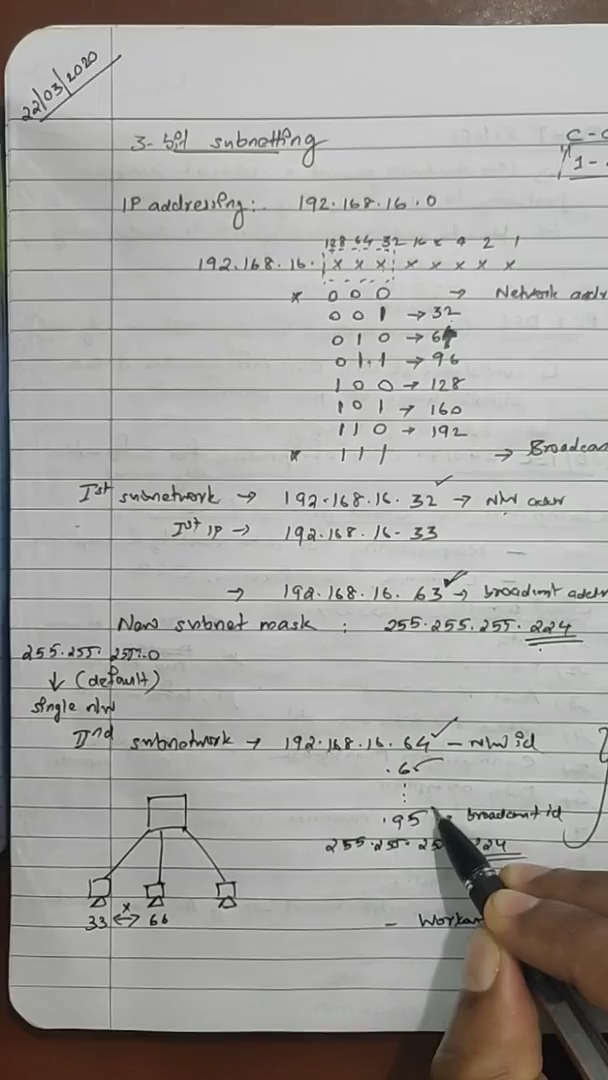 22/03/2020
3-bit subnetting
C-C
1-
IP addressing: 192.168.16.0
128 64 32 16 8 4 2 1
192.168.16. x x x x x x x x
* 0 0 0 → Network addr
0 0 1 → 32
0 1 0 → 64
0 1 1 → 96
1 0 0 → 128
1 0 1 → 160
1 1 0 → 192
* 1 1 1 → Broadcas
Ist subnetwork → 192.168.16.32 → N/w addr
Ist IP → 192.168.16.33
→ 192.168.16.63 → broadcast addr
New subnet mask : 255.255.255.224
255.255.255.0
↓ (default)
single n/w
IInd subnetwork → 192.168.16.64 - N/w id
.65
⋮
.95 - broadcast id
255.255.25 224
33 ↔ x 66